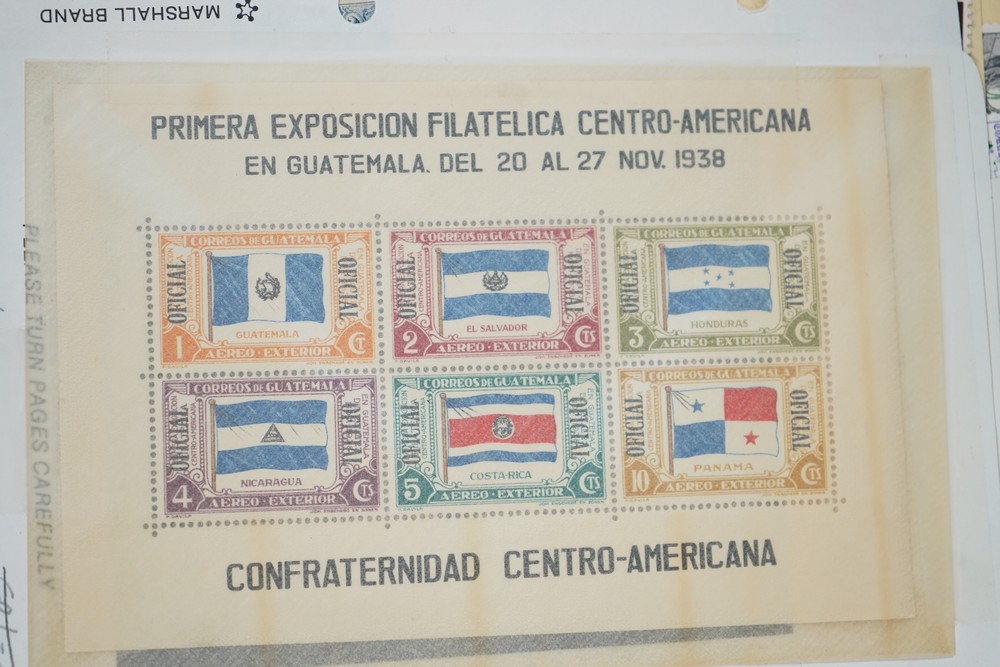 MARSHALL BRAND
PRIMERA EXPOSICION FILATELICA CENTRO-AMERICANA
EN GUATEMALA. DEL 20 AL 27 NOV. 1938
CORREOS DE GUATEMALA
OFICIAL
OFICIAL
GUATEMALA
1 CT
AEREO·EXTERIOR
CORREOS DE GUATEMALA
OFICIAL
OFICIAL
EL SALVADOR
2 CTS
AEREO·EXTERIOR
CORREOS DE GUATEMALA
OFICIAL
OFICIAL
HONDURAS
3 CTS
AEREO·EXTERIOR
CORREOS DE GUATEMALA
OFICIAL
OFICIAL
NICARAGUA
4 CTS
AEREO·EXTERIOR
CORREOS DE GUATEMALA
OFICIAL
OFICIAL
COSTA-RICA
5 CTS
AEREO·EXTERIOR
CORREOS DE GUATEMALA
OFICIAL
OFICIAL
PANAMA
10 CTS
AEREO·EXTERIOR
CONFRATERNIDAD CENTRO-AMERICANA
PLEASE TURN PAGES CAREFULLY